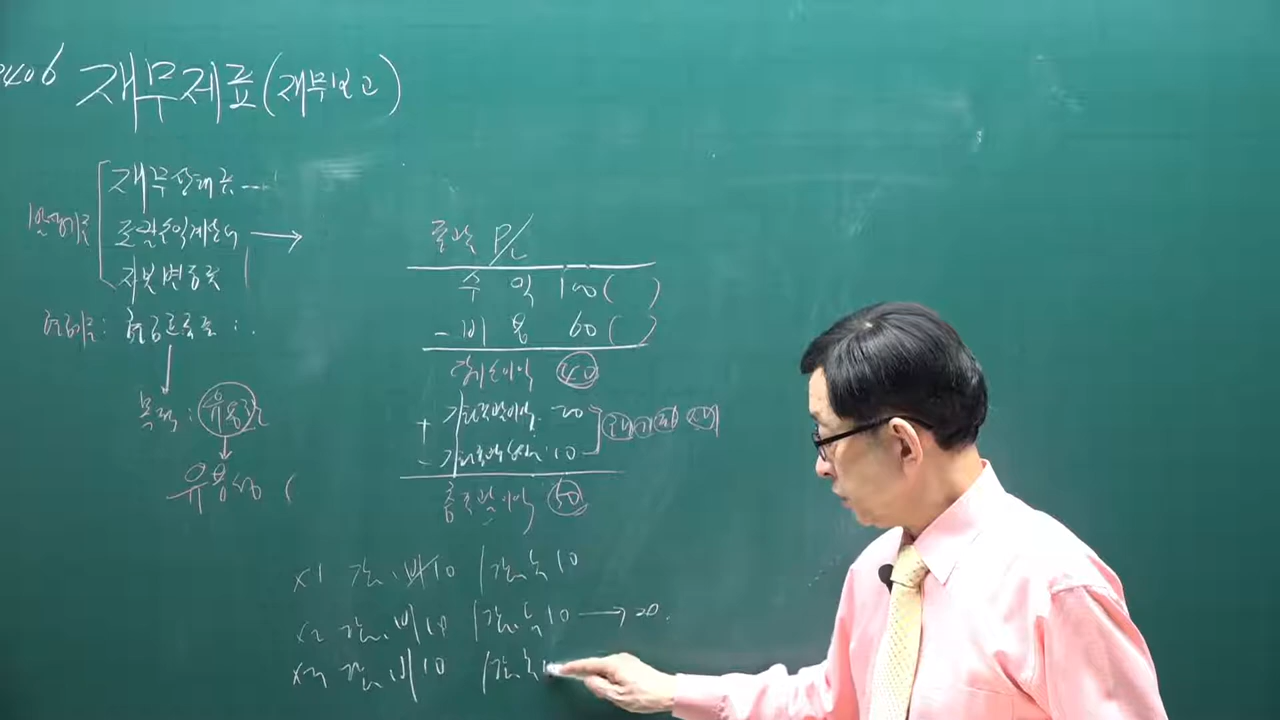 재무제표(재무보고)
재무상태표
포괄손익계산서 →
자본변동표
현금흐름표 :
목적 :
유용성 (
포괄 P/L
수 익 100( )
- 비 용 60( )
당기순이익 40
+ 기타포괄이익 20
- 기타포괄손실 10
총포괄이익 50
x1 감.비 10 / 감.누 10
x2 감.비 10 / 감.누 10 → 20.
x3 감.비 10 / 감.누